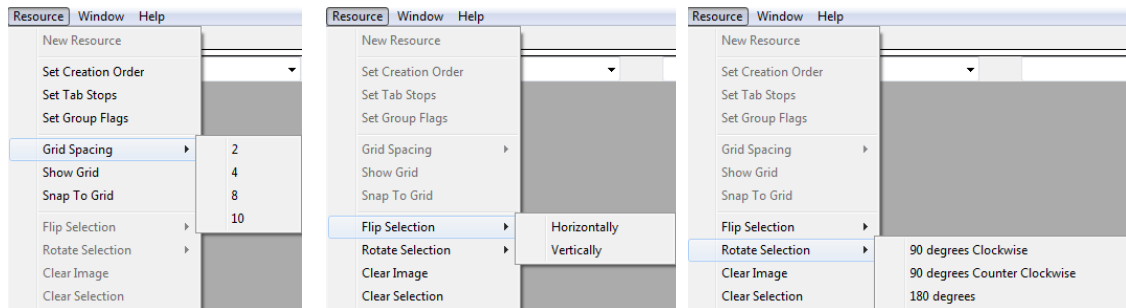 Resource Window Help
New Resource
Set Creation Order
Set Tab Stops
Set Group Flags
Grid Spacing
Show Grid
Snap To Grid
Flip Selection
Rotate Selection
Clear Image
Clear Selection
2
4
8
10
Resource Window Help
New Resource
Set Creation Order
Set Tab Stops
Set Group Flags
Grid Spacing
Show Grid
Snap To Grid
Flip Selection
Rotate Selection
Clear Image
Clear Selection
Horizontally
Vertically
Resource Window Help
New Resource
Set Creation Order
Set Tab Stops
Set Group Flags
Grid Spacing
Show Grid
Snap To Grid
Flip Selection
Rotate Selection
Clear Image
Clear Selection
90 degrees Clockwise
90 degrees Counter Clockwise
180 degrees